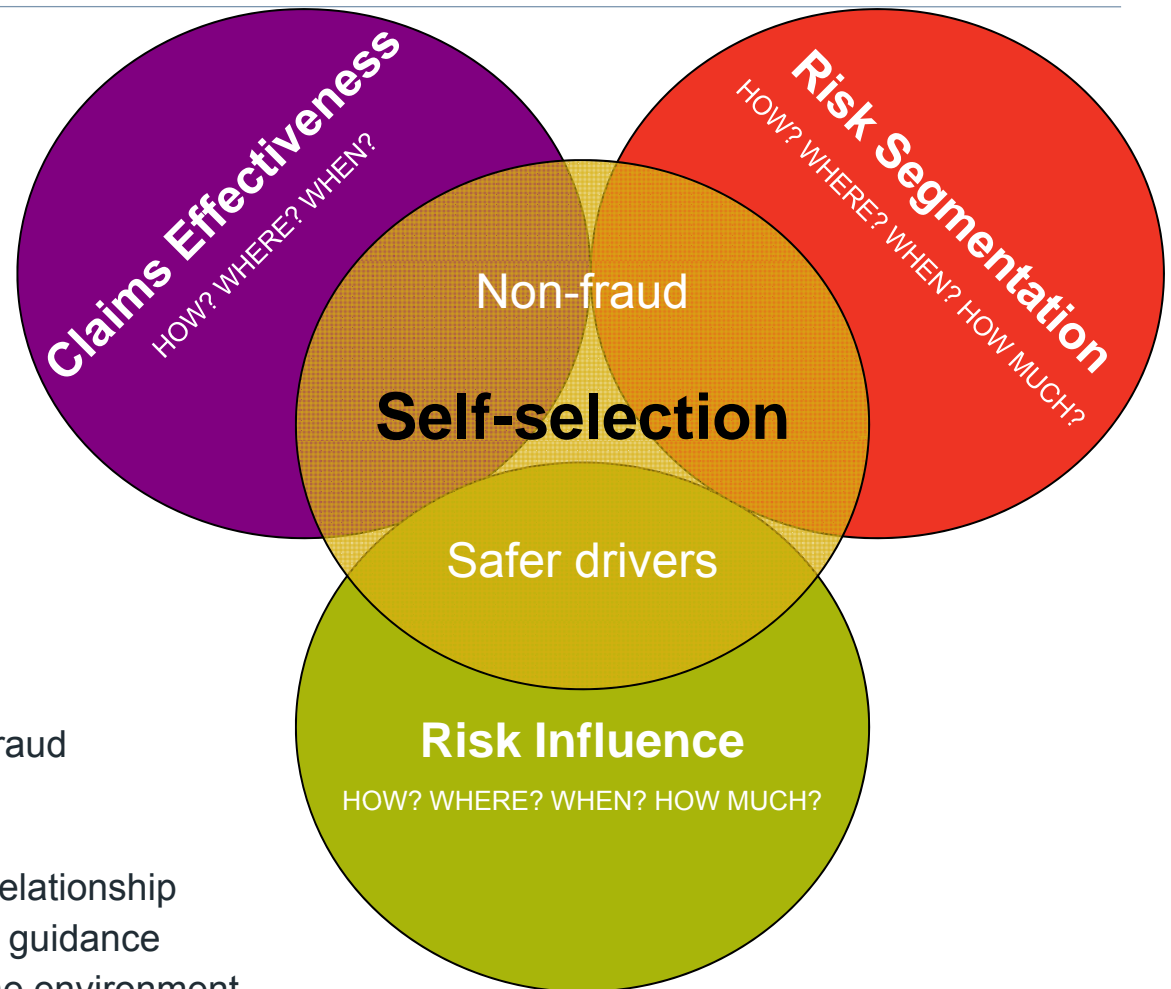 Claims Effectiveness
HOW? WHERE? WHEN?
Risk Segmentation
HOW? WHERE? WHEN? HOW MUCH?
Non-fraud
Self-selection
Safer drivers
Risk Influence
HOW? WHERE? WHEN? HOW MUCH?
raud
elationship
guidance
environment